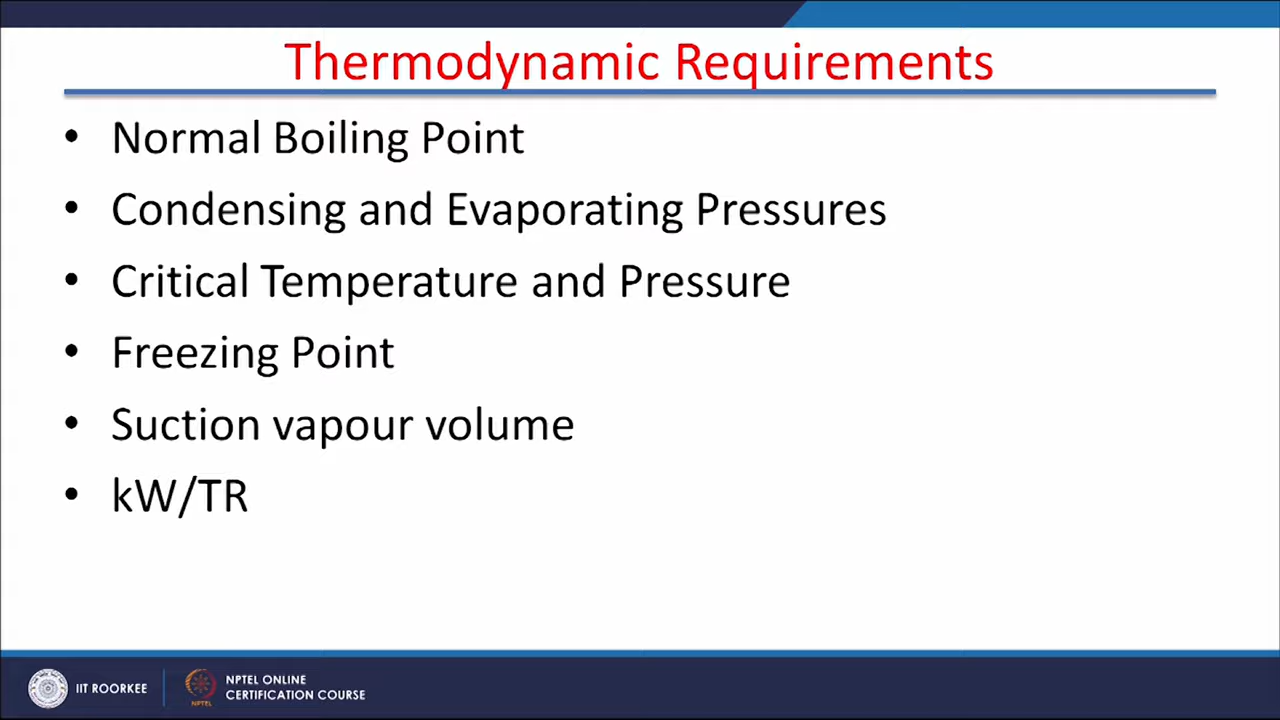 Thermodynamic Requirements
• Normal Boiling Point
• Condensing and Evaporating Pressures
• Critical Temperature and Pressure
• Freezing Point
• Suction vapour volume
• kW/TR
IIT ROORKEE
NPTEL
NPTEL ONLINE
CERTIFICATION COURSE